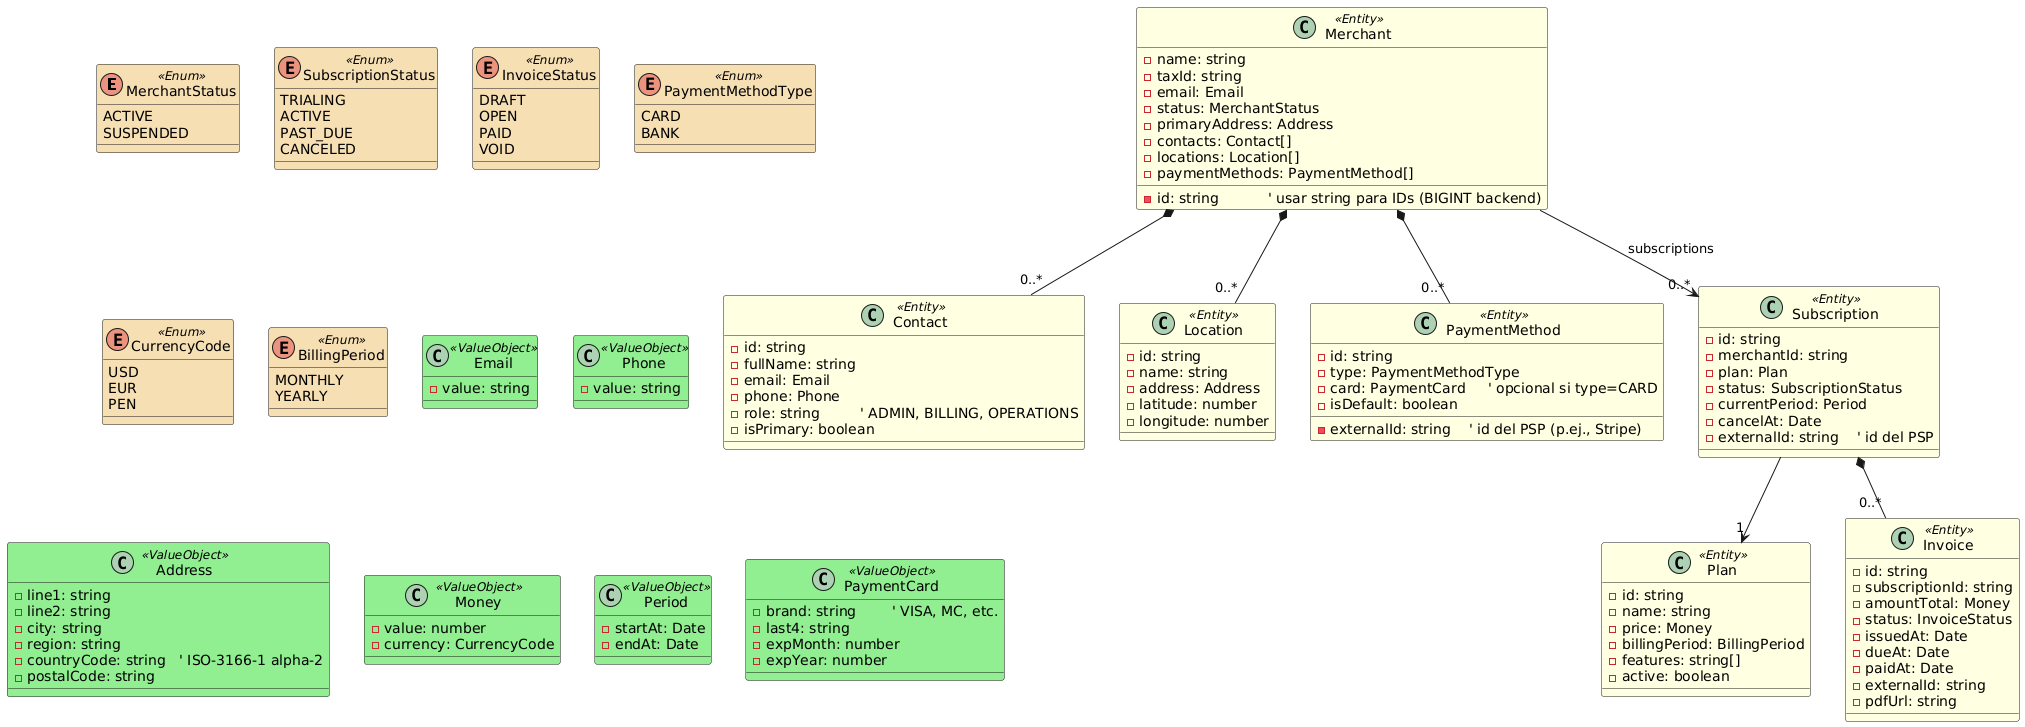 «Enum»
MerchantStatus
ACTIVE
SUSPENDED
«Enum»
SubscriptionStatus
TRIALING
ACTIVE
PAST_DUE
CANCELED
«Enum»
InvoiceStatus
DRAFT
OPEN
PAID
VOID
«Enum»
PaymentMethodType
CARD
BANK
«Entity»
Merchant
name: string
taxId: string
email: Email
status: MerchantStatus
primaryAddress: Address
contacts: Contact[]
locations: Location[]
paymentMethods: PaymentMethod[]
id: string ' usar string para IDs (BIGINT backend)
subscriptions
0..*
0..*
0..*
0..*
«Enum»
CurrencyCode
USD
EUR
PEN
«Enum»
BillingPeriod
MONTHLY
YEARLY
«ValueObject»
Email
value: string
«ValueObject»
Phone
value: string
«Entity»
Contact
id: string
fullName: string
email: Email
phone: Phone
role: string ' ADMIN, BILLING, OPERATIONS
isPrimary: boolean
«Entity»
Location
id: string
name: string
address: Address
latitude: number
longitude: number
«Entity»
PaymentMethod
id: string
type: PaymentMethodType
card: PaymentCard ' opcional si type=CARD
isDefault: boolean
externalId: string ' id del PSP (p.ej., Stripe)
«Entity»
Subscription
id: string
merchantId: string
plan: Plan
status: SubscriptionStatus
currentPeriod: Period
cancelAt: Date
externalId: string ' id del PSP
1
0..*
«ValueObject»
Address
line1: string
line2: string
city: string
region: string
countryCode: string ' ISO-3166-1 alpha-2
postalCode: string
«ValueObject»
Money
value: number
currency: CurrencyCode
«ValueObject»
Period
startAt: Date
endAt: Date
«ValueObject»
PaymentCard
brand: string ' VISA, MC, etc.
last4: string
expMonth: number
expYear: number
«Entity»
Plan
id: string
name: string
price: Money
billingPeriod: BillingPeriod
features: string[]
active: boolean
«Entity»
Invoice
id: string
subscriptionId: string
amountTotal: Money
status: InvoiceStatus
issuedAt: Date
dueAt: Date
paidAt: Date
externalId: string
pdfUrl: string